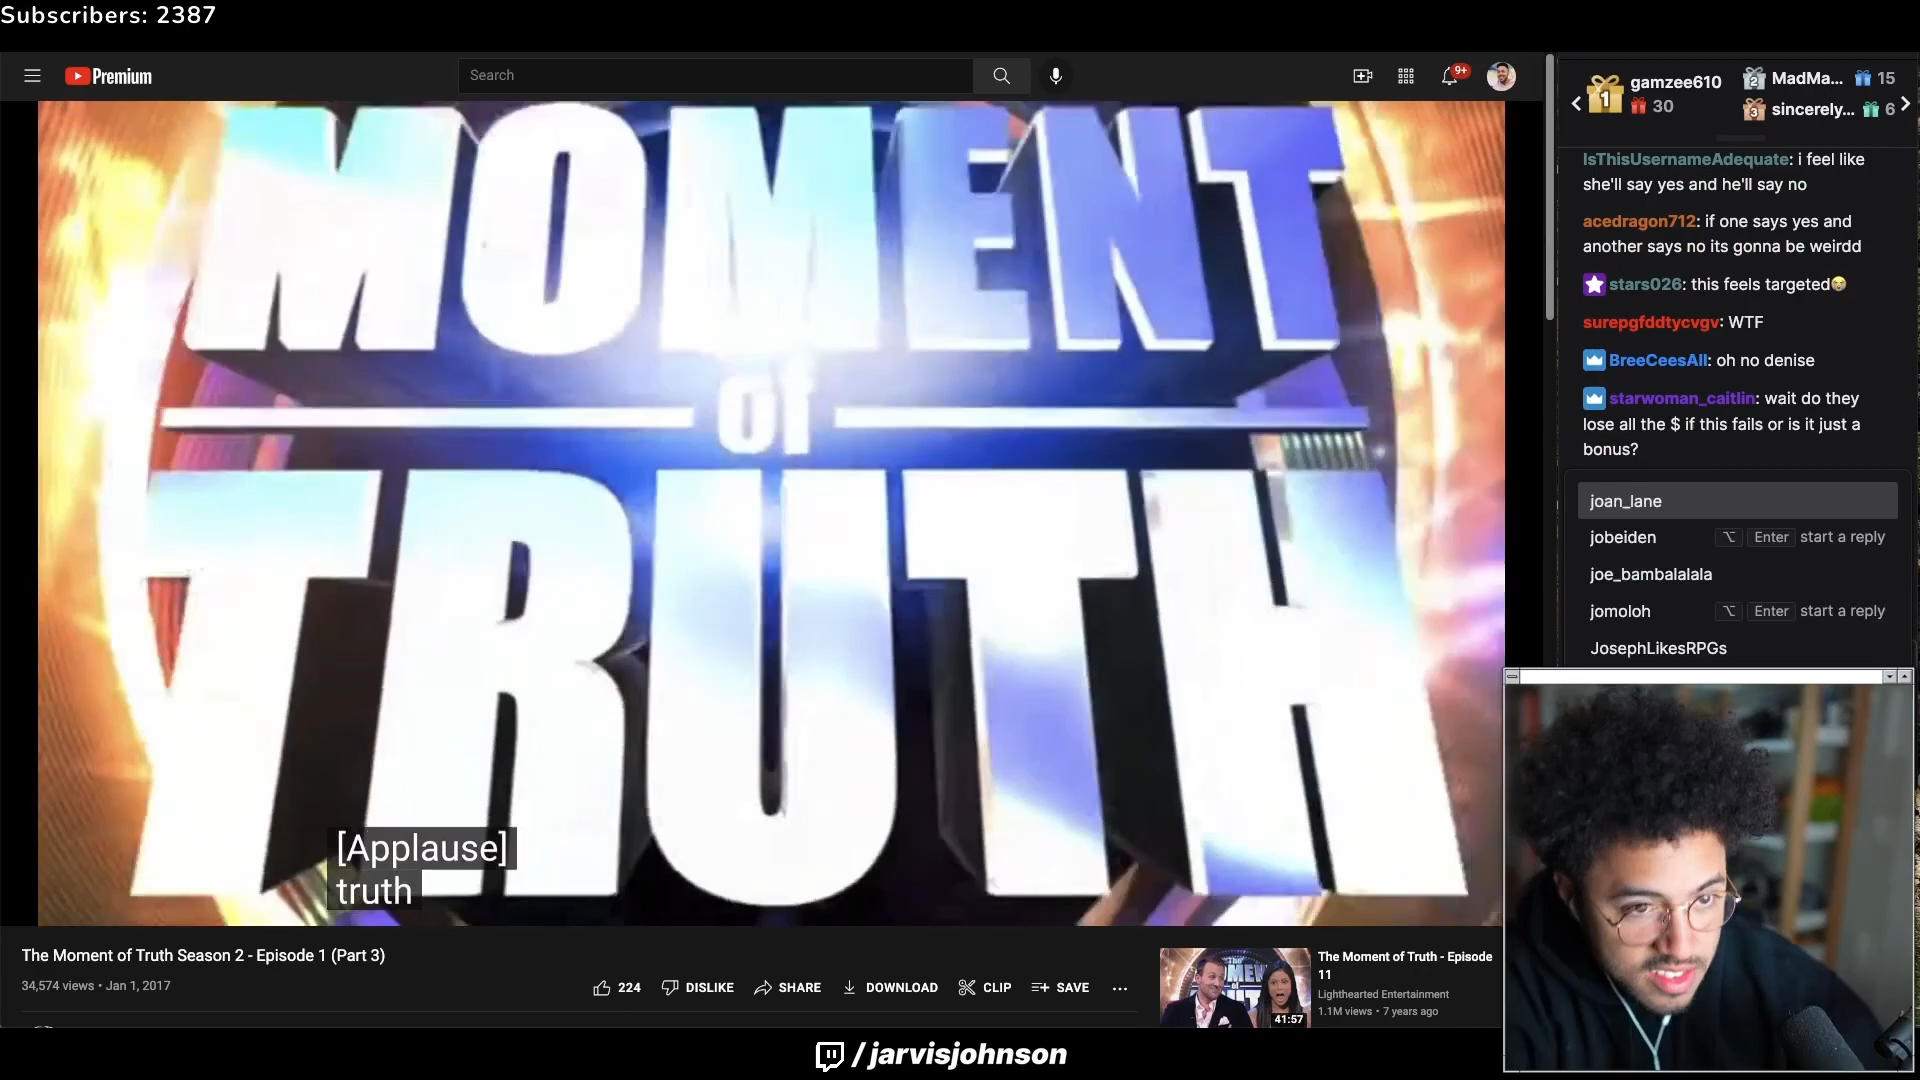 Subscribers: 2387
Premium
Search
9+
1
gamzee610
30
2
MadMa...
15
3
sincerely...
6
MOMENT
of
TRUTH
[Applause]
truth
IsThisUsernameAdequate: i feel like
she'll say yes and he'll say no
acedragon712: if one says yes and
another says no its gonna be weirdd
stars026: this feels targeted😭
surepgfddtycvgv: WTF
BreeCeesAll: oh no denise
starwoman_caitlin: wait do they
lose all the $ if this fails or is it just a
bonus?
joan_lane
jobeiden ⌥ Enter start a reply
joe_bambalalala
jomoloh ⌥ Enter start a reply
JosephLikesRPGs
The Moment of Truth Season 2 - Episode 1 (Part 3)
34,574 views • Jan 1, 2017
224 DISLIKE SHARE DOWNLOAD CLIP SAVE ...
41:57
The Moment of Truth - Episode
11
Lighthearted Entertainment
1.1M views • 7 years ago
/jarvisjohnson